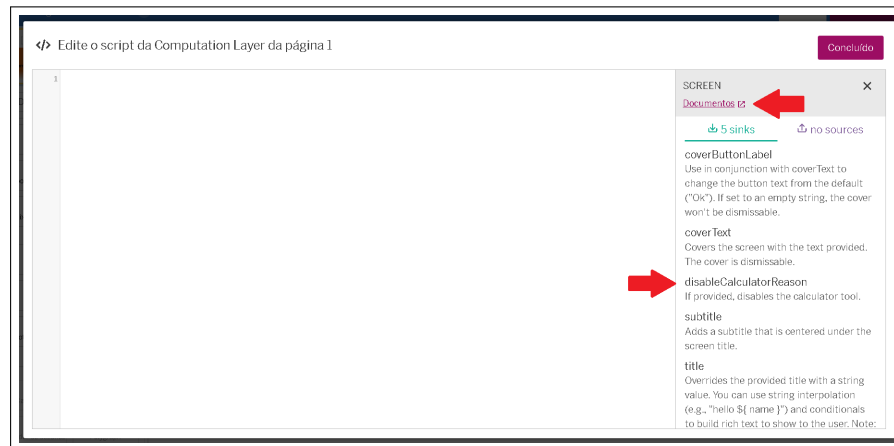 </> Edite o script da Computation Layer da página 1
Concluído
1
SCREEN
Documentos
5 sinks
no sources
coverButtonLabel
Use in conjunction with coverText to
change the button text from the default
("Ok"). If set to an empty string, the cover
won't be dismissable.
coverText
Covers the screen with the text provided.
The cover is dismissable.
disableCalculatorReason
If provided, disables the calculator tool.
subtitle
Adds a subtitle that is centered under the
screen title.
title
Overrides the provided title with a string
value. You can use string interpolation
(e.g., "hello ${ name }") and conditionals
to build rich text to show to the user. Note: